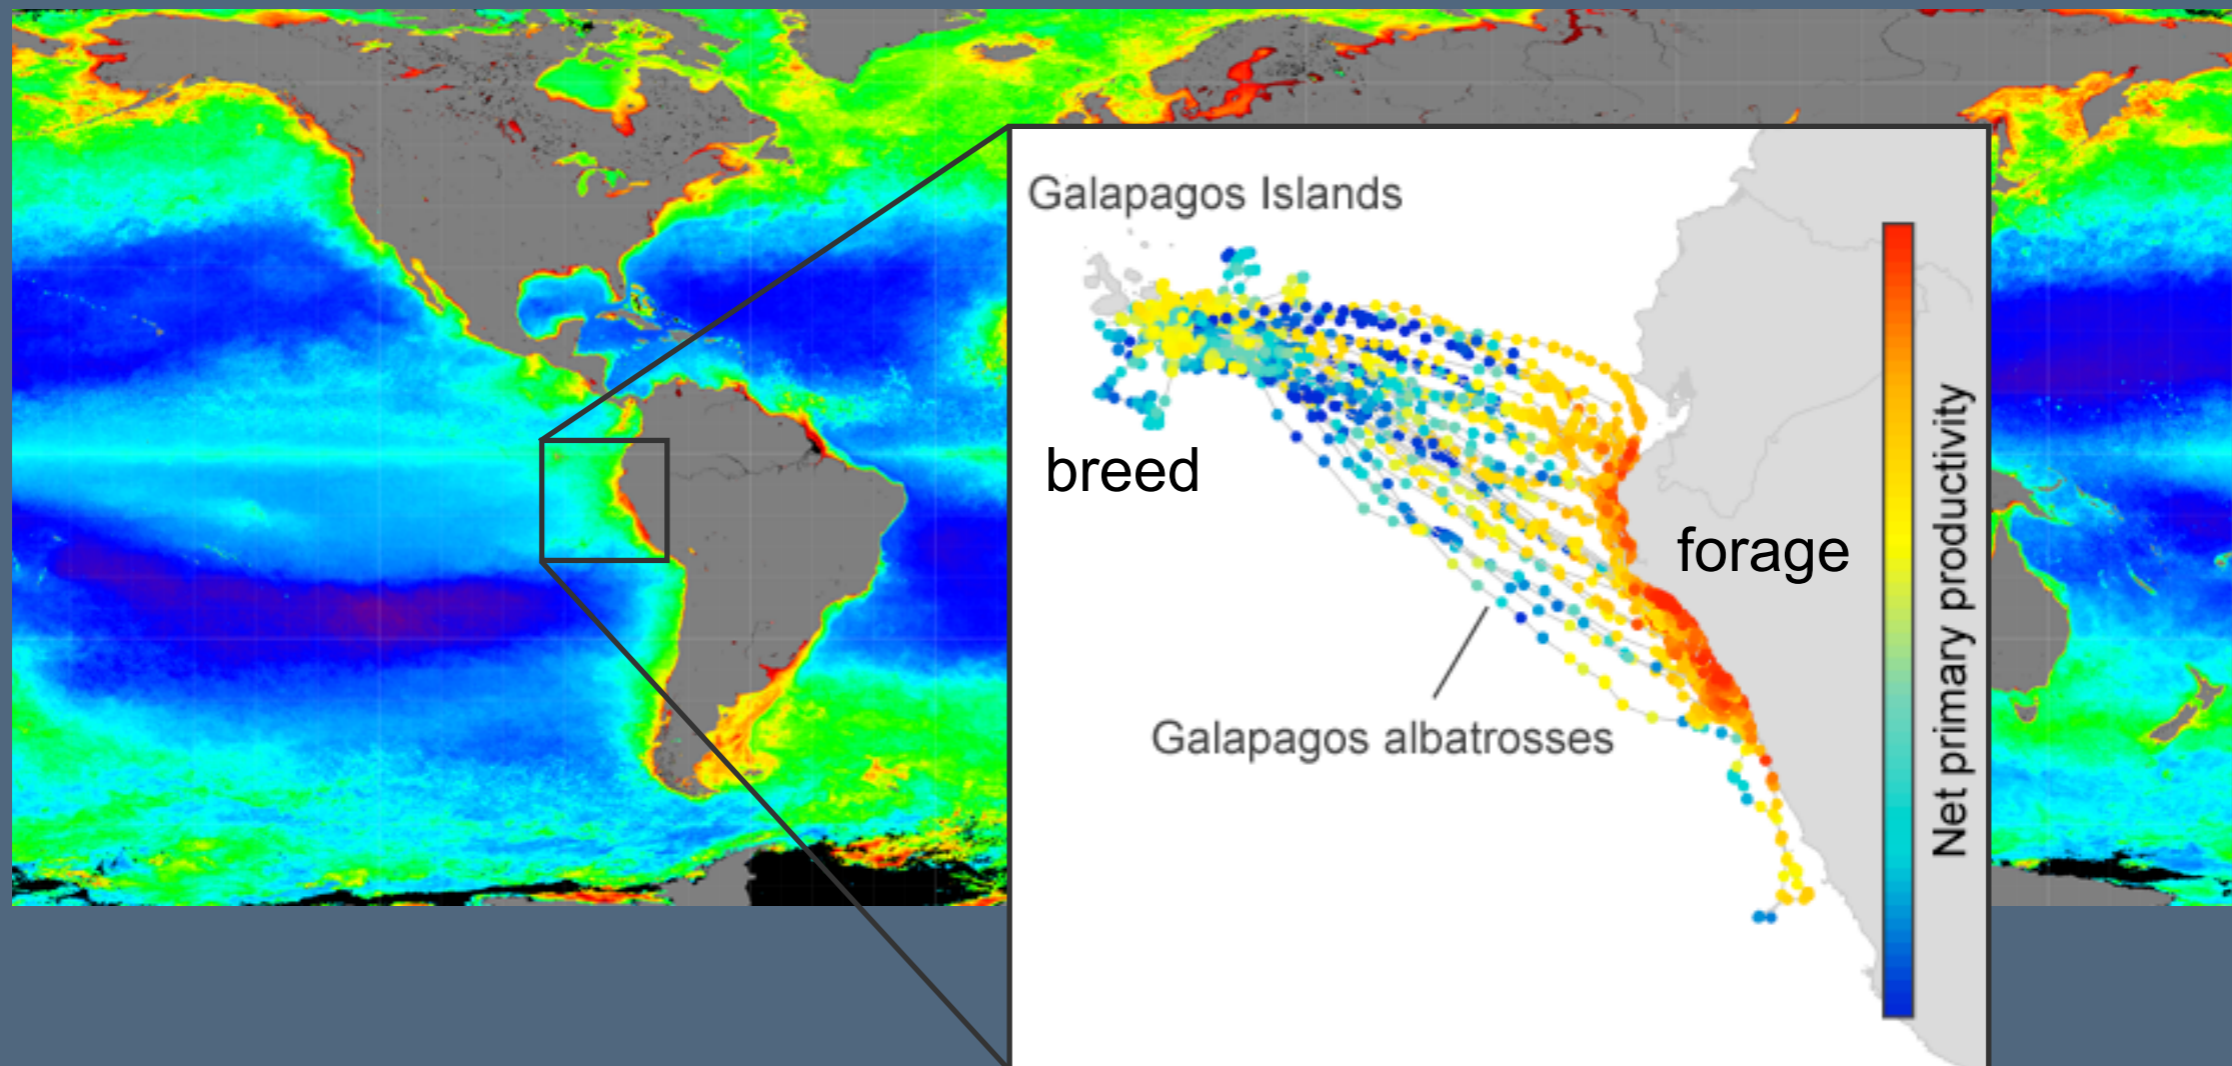 Galapagos Islands
breed
forage
Galapagos albatrosses
Net primary productivity